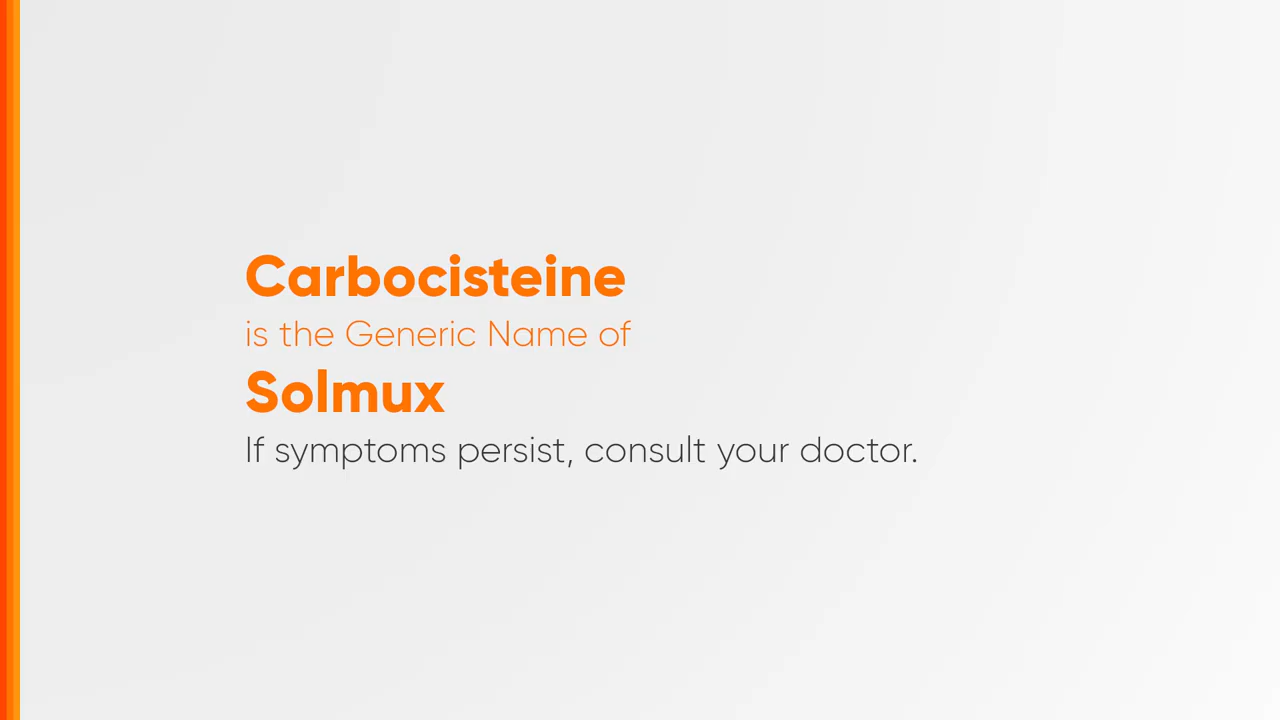 Carbocisteine
is the Generic Name of
Solmux
If symptoms persist, consult your doctor.